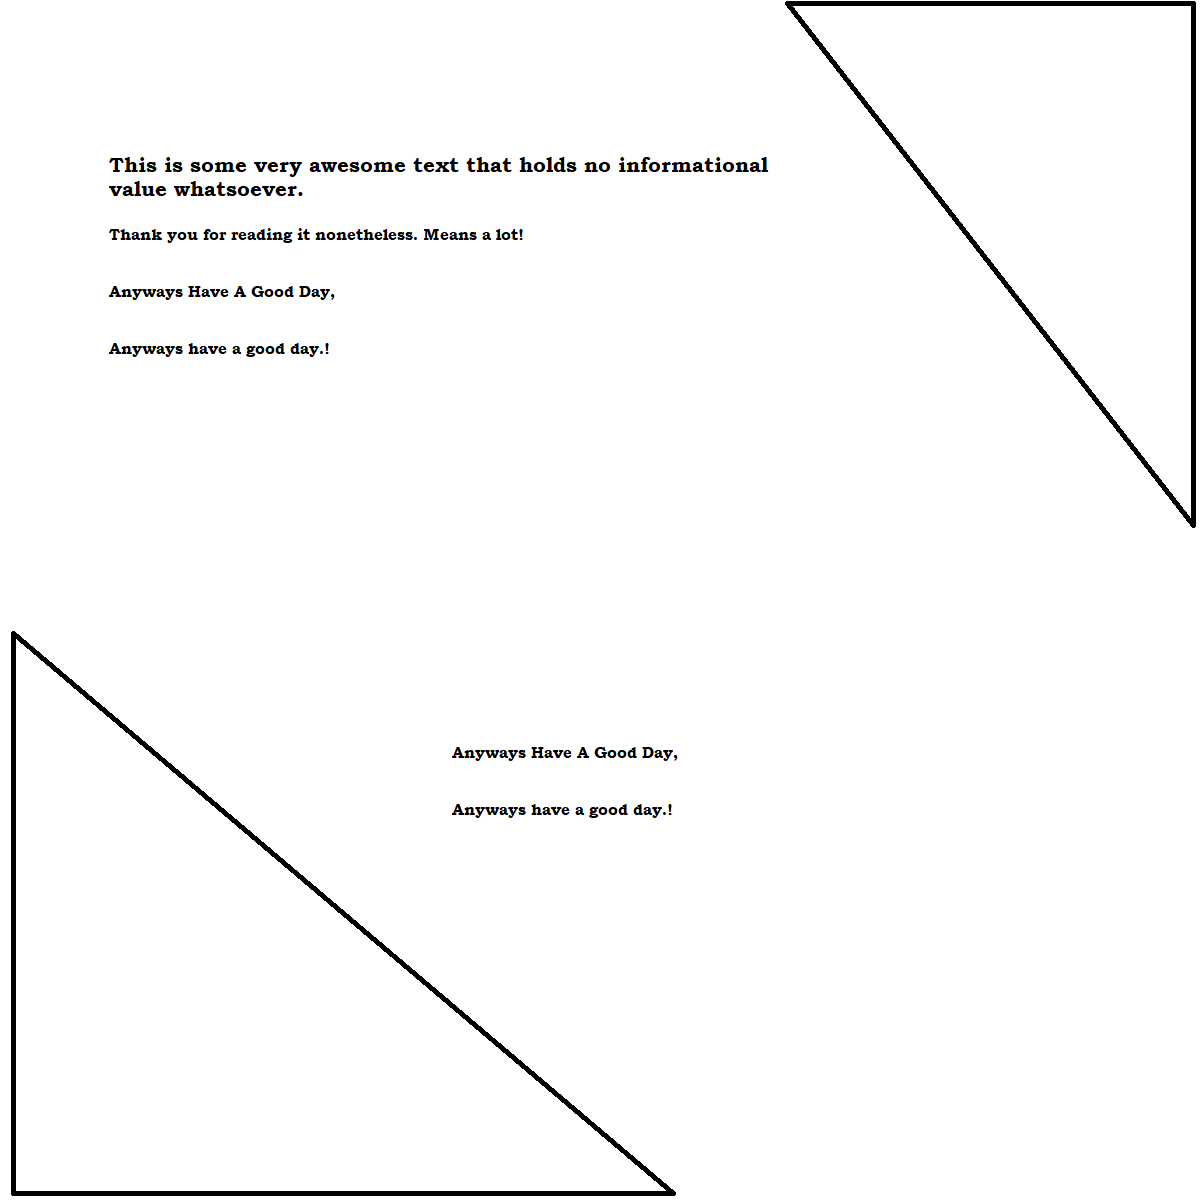 This is some very awesome text that holds no informational
value whatsoever.
Thank you for reading it nonetheless. Means a lot!
Anyways Have A Good Day,
Anyways have a good day.!
Anyways Have A Good Day,
Anyways have a good day.!